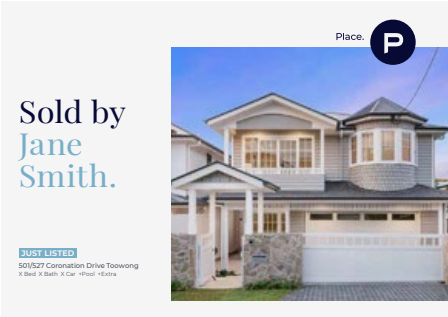 Place.
P
Sold by
Jane
Smith.
JUST LISTED
501/527 Coronation Drive Toowong
X Bed X Bath X Car +Pool +Extra